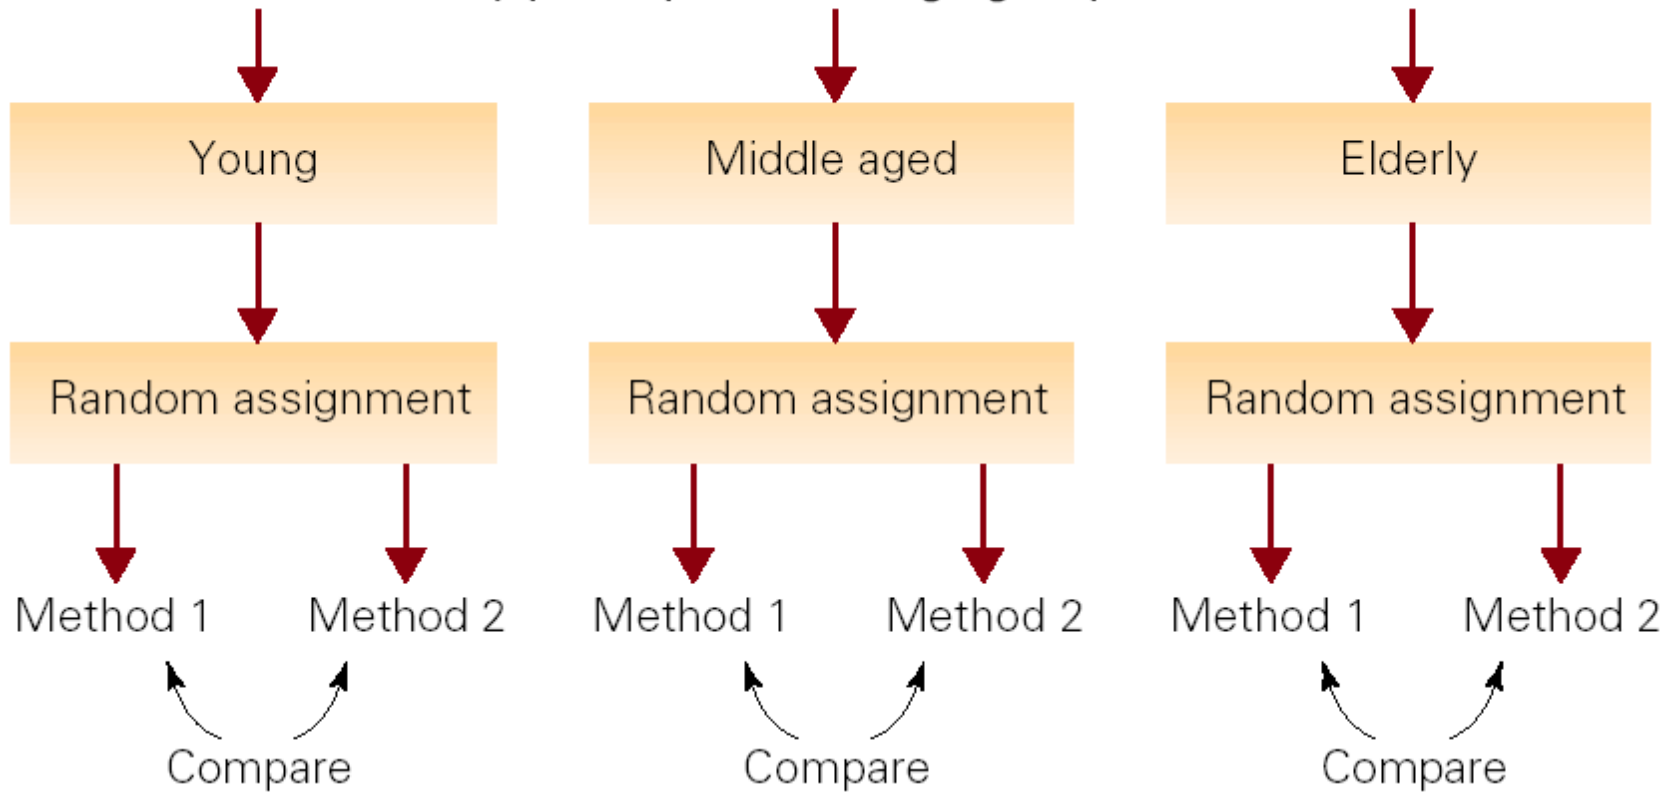 Young Middle aged Elderly
Random assignment Random assignment Random assignment
Method 1 Method 2 Method 1 Method 2 Method 1 Method 2
Compare Compare Compare